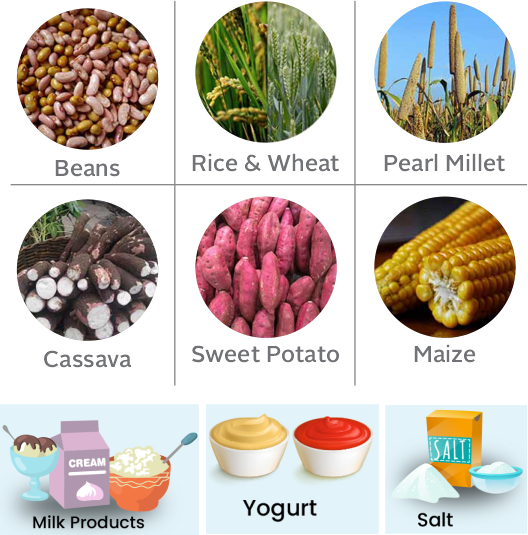 Beans
Rice & Wheat
Pearl Millet
Cassava
Sweet Potato
Maize
CREAM
Milk Products
Yogurt
SALT
Salt